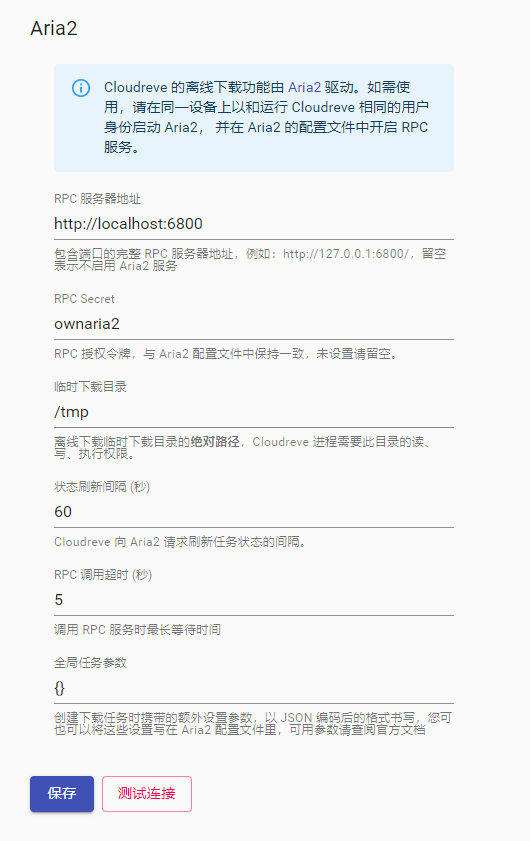 Aria2
Cloudreve 的离线下载功能由 Aria2 驱动。如需使
用，请在同一设备上以和运行 Cloudreve 相同的用户
身份启动 Aria2， 并在 Aria2 的配置文件中开启 RPC
服务。
RPC 服务器地址
http://localhost:6800
包含端口的完整 RPC 服务器地址，例如：http://127.0.0.1:6800/，留空
表示不启用 Aria2 服务
RPC Secret
ownaria2
RPC 授权令牌，与 Aria2 配置文件中保持一致，未设置请留空。
临时下载目录
/tmp
离线下载临时下载目录的绝对路径，Cloudreve 进程需要此目录的读、
写、执行权限。
状态刷新间隔 (秒)
60
Cloudreve 向 Aria2 请求刷新任务状态的间隔。
RPC 调用超时 (秒)
5
调用 RPC 服务时最长等待时间
全局任务参数
{}
创建下载任务时携带的额外设置参数，以 JSON 编码后的格式书写，您可
也可以将这些设置写在 Aria2 配置文件里，可用参数请查阅官方文档
保存
测试连接